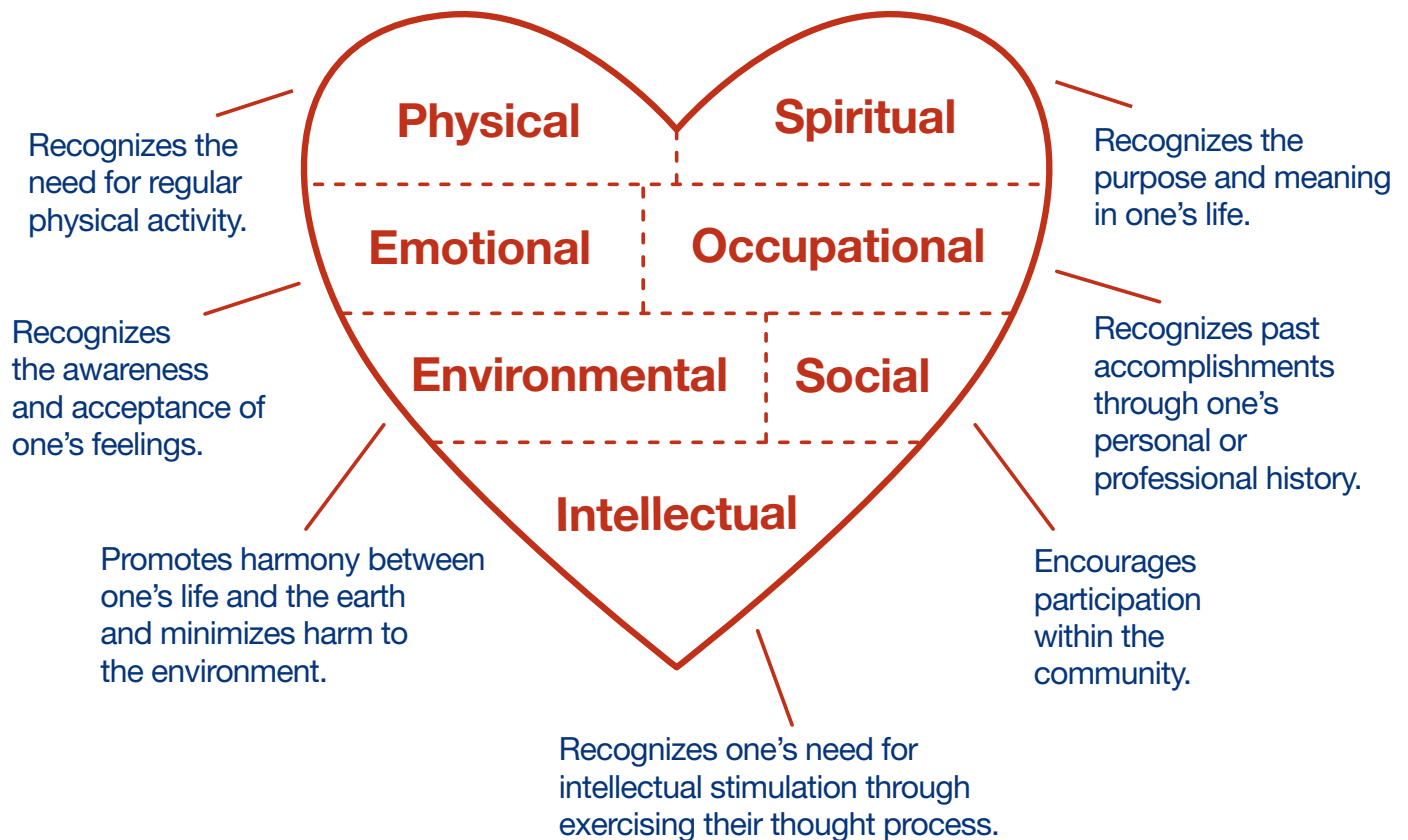 Physical
Spiritual
Recognizes the
need for regular
physical activity.
Recognizes the
purpose and meaning
in one’s life.
Emotional
Occupational
Recognizes
the awareness
and acceptance of
one’s feelings.
Recognizes past
accomplishments
through one’s
personal or
professional history.
Environmental
Social
Promotes harmony between
one’s life and the earth
and minimizes harm to
the environment.
Encourages
participation
within the
community.
Intellectual
Recognizes one’s need for
intellectual stimulation through
exercising their thought process.